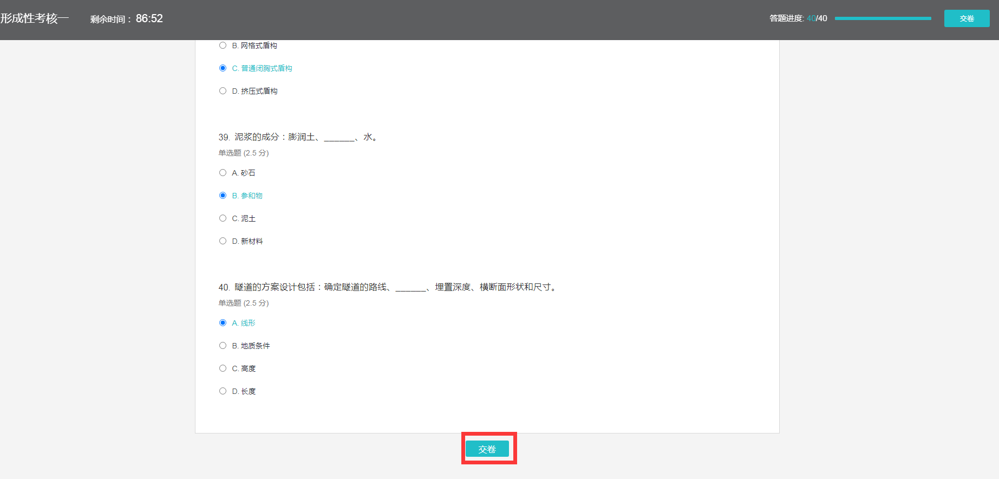 形成性考核一 剩余时间： 86:52 答题进度: 40/40 交卷
B. 网格式盾构
C. 普通闭胸式盾构
D. 挤压式盾构
39. 泥浆的成分：膨润土、______、水。
单选题 (2.5 分)
A. 砂石
B. 参和物
C. 泥土
D. 新材料
40. 隧道的方案设计包括：确定隧道的路线、______、埋置深度、横断面形状和尺寸。
单选题 (2.5 分)
A. 线形
B. 地质条件
C. 高度
D. 长度
交卷